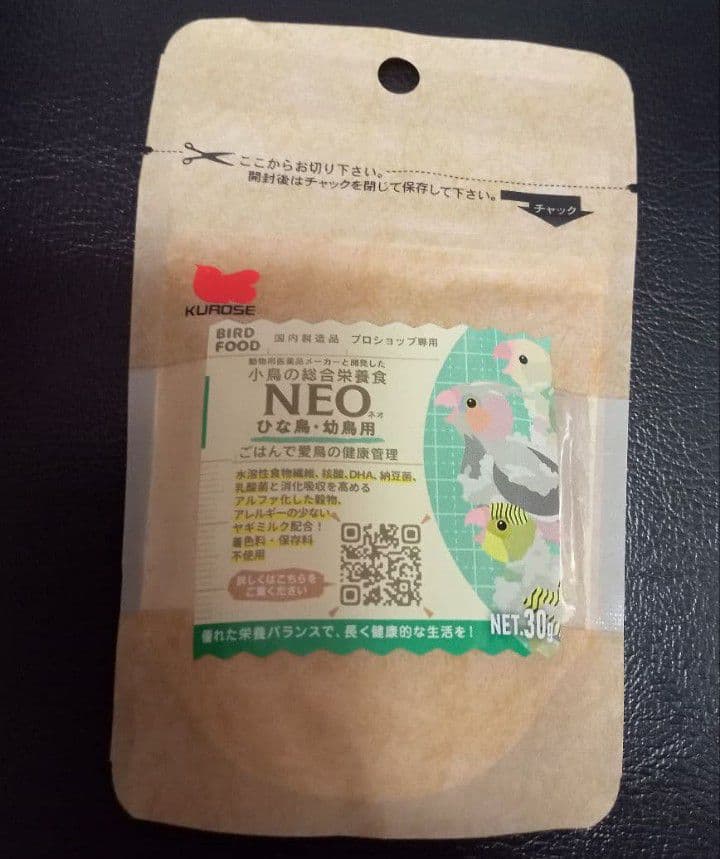 ここからお切り下さい。
開封後はチャックを閉じて保存して下さい。
チャック
KUROSE
BIRD
FOOD
国内製造品 プロショップ専用
動物用医薬品メーカーと開発した
小鳥の総合栄養食
NEO
ネオ
ひな鳥・幼鳥用
ごはんで愛鳥の健康管理
水溶性食物繊維、核酸、DHA、納豆菌、
乳酸菌と消化吸収を高める
アルファ化した穀物、
アレルギーの少ない
ヤギミルク配合!
着色料・保存料
不使用
詳しくはこちらを
ご覧ください
優れた栄養バランスで、長く健康的な生活を!
NET.30g